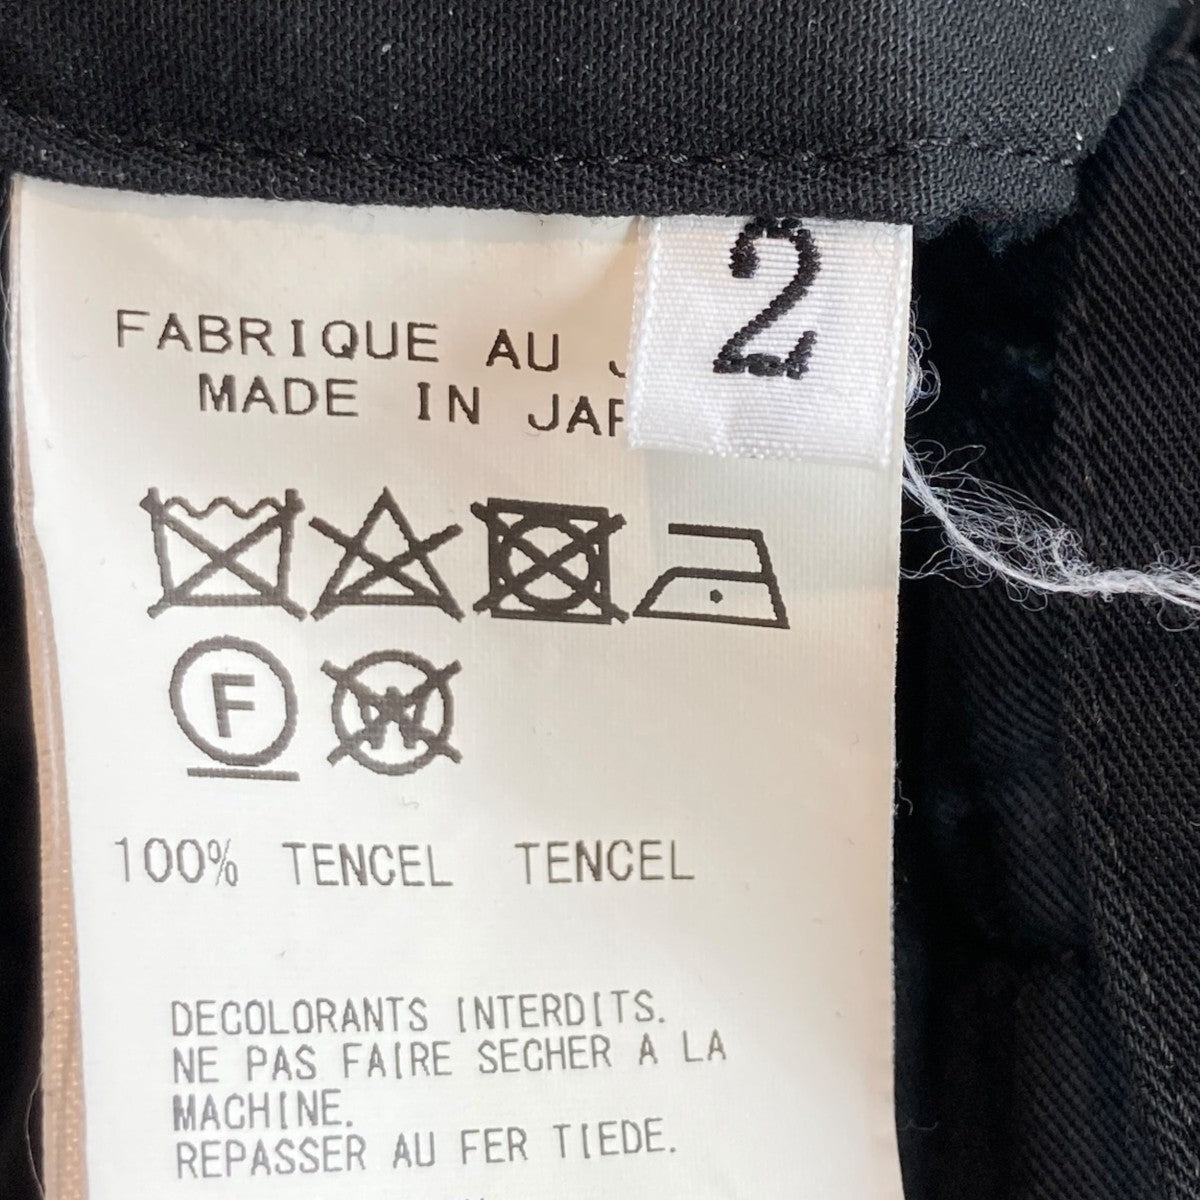 2
FABRIQUE AU
MADE IN
F
W
100% TENCEL TENCEL
DECOLORANTS INTERDITS.
NE PAS FAIRE SECHER A LA
MACHINE.
REPASSER AU FER TIEDE.